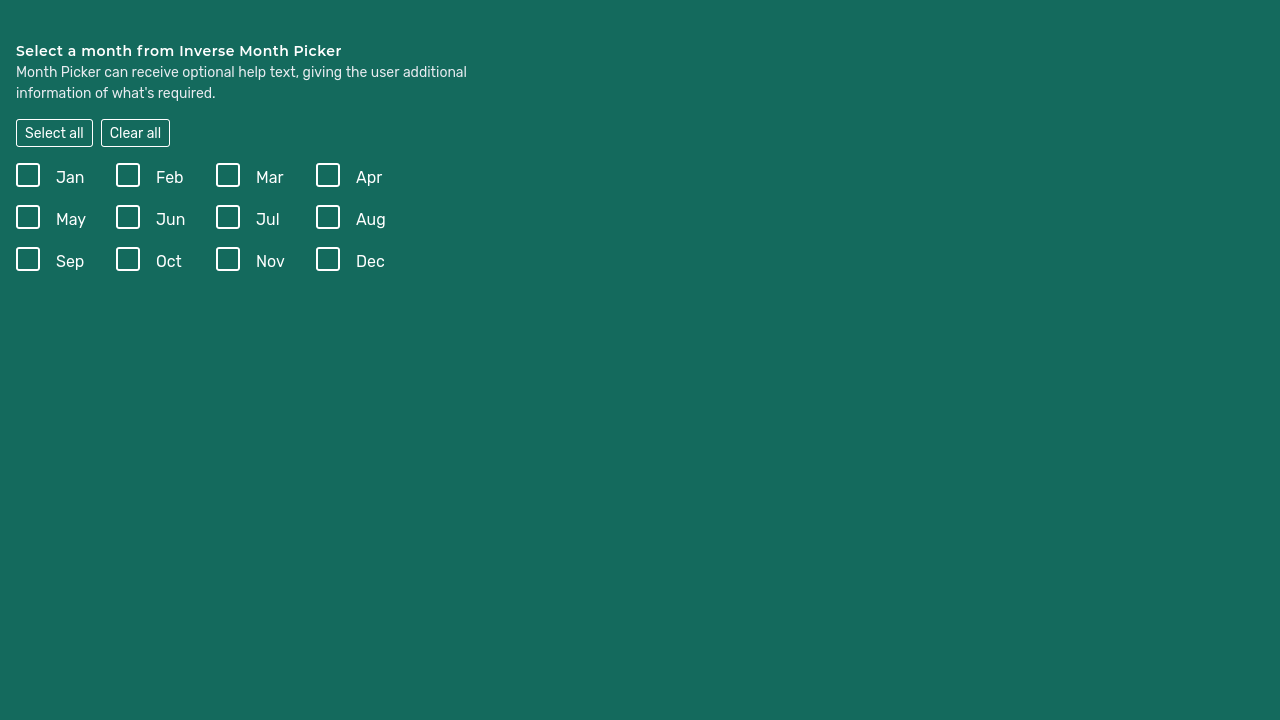 Select a month from Inverse Month Picker
Month Picker can receive optional help text, giving the user additional
information of what's required.
Select all Clear all
Jan Feb Mar Apr
May Jun Jul Aug
Sep Oct Nov Dec